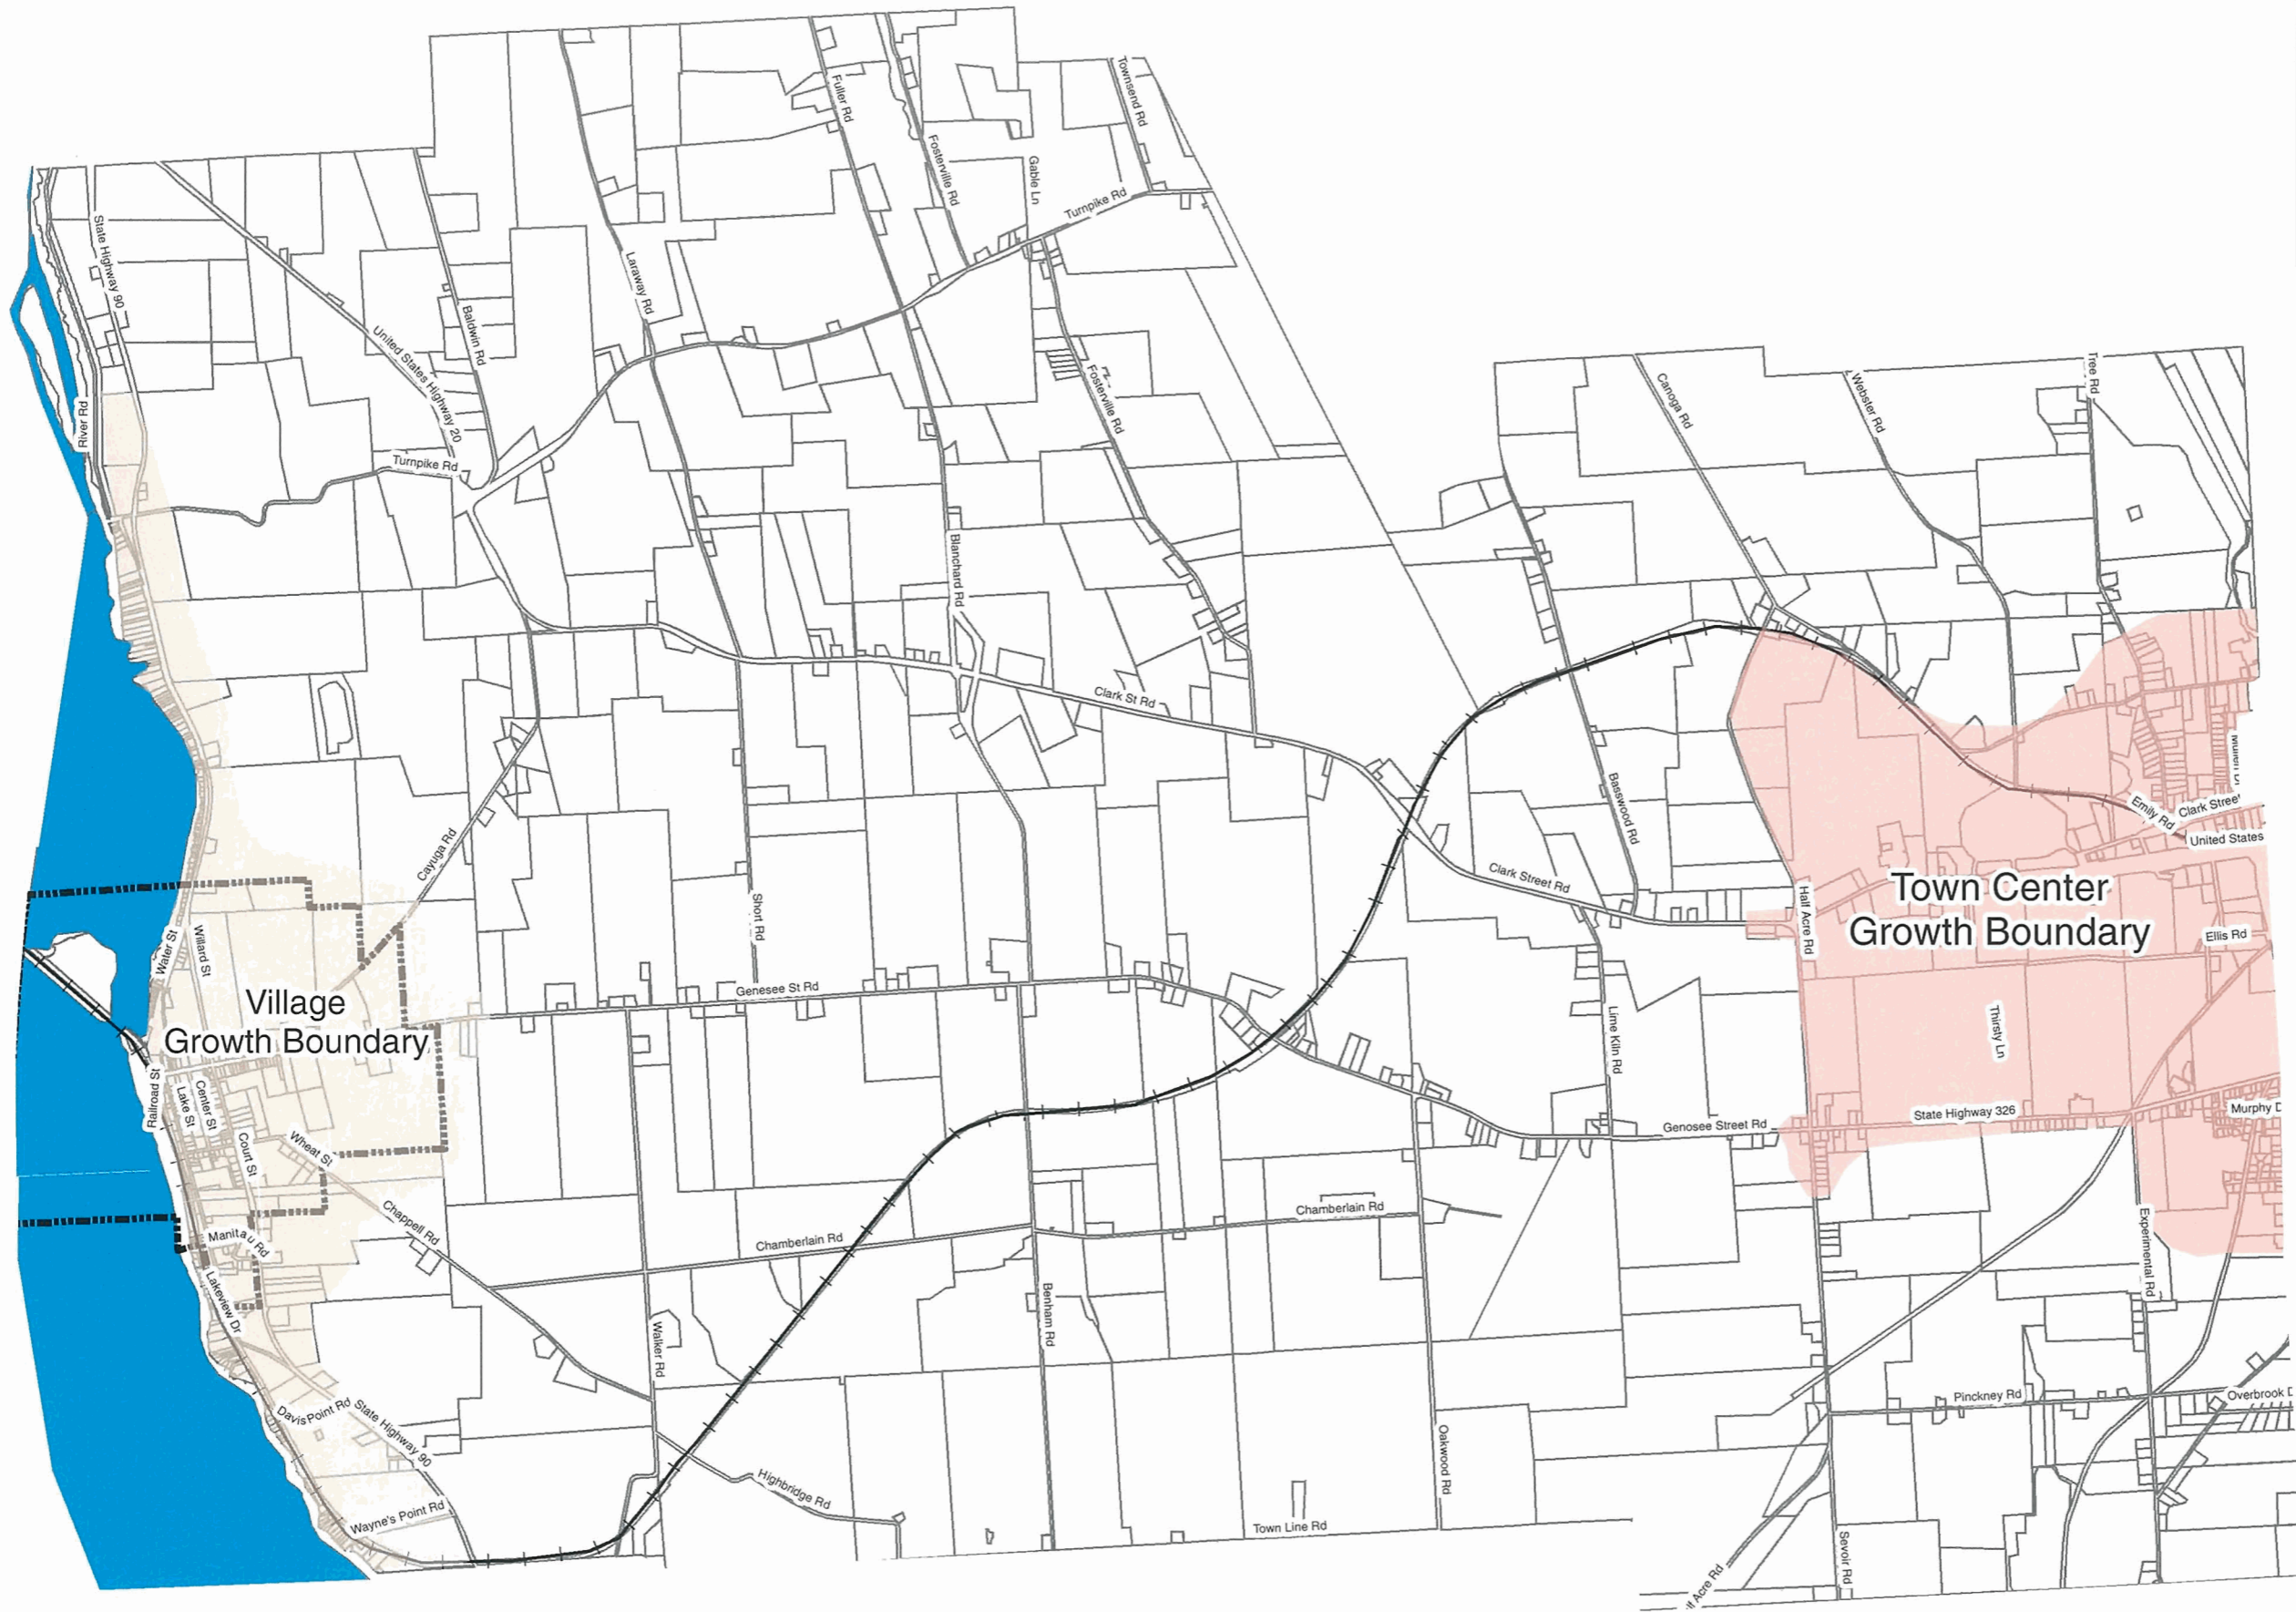 Townsend Rd
Fuller Rd
Fosterville Rd
Gable Ln
Turnpike Rd
State Highway 90
Laraway Rd
Baldwin Rd
United States Highway 20
River Rd
Turnpike Rd
Fosterville Rd
Canoga Rd
Webster Rd
Tree Rd
Blanchard Rd
Clark St Rd
Basswood Rd
Emily Rd
Clark Street
United States
Cayuga Rd
Clark Street Rd
Short Rd
Half Acre Rd
Town Center
Growth Boundary
Ellis Rd
Water St
Willard St
Village
Growth Boundary
Genesee St Rd
Lime Kiln Rd
Thirsty Ln
Railroad St
Lake St
Center St
Court St
Wheat St
Genosee Street Rd
State Highway 326
Murphy D
Chappell Rd
Manitau Rd
Chamberlain Rd
Chamberlain Rd
Experimental Rd
Lakeview Dr
Walker Rd
Benham Rd
Davis Point Rd
State Highway 90
Pinckney Rd
Overbrook D
Oakwood Rd
Highbridge Rd
Wayne's Point Rd
Town Line Rd
Sevoir Rd
lf Acre Rd